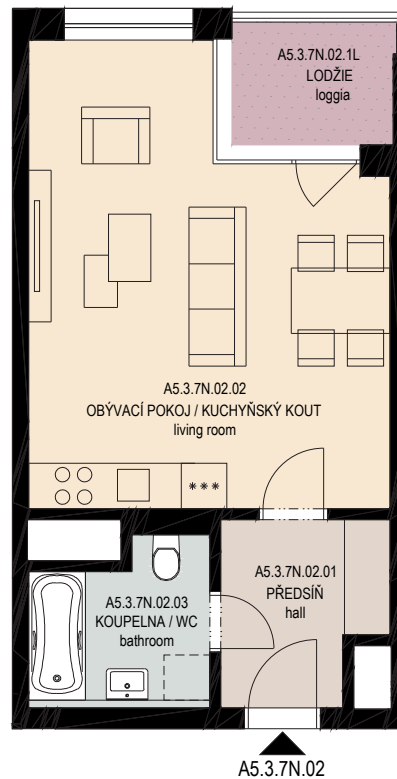 A5.3.7N.02.1L
LODŽIE
loggia
A5.3.7N.02.02
OBÝVACÍ POKOJ / KUCHYŇSKÝ KOUT
living room
***
A5.3.7N.02.01
PŘEDSÍŇ
hall
A5.3.7N.02.03
KOUPELNA / WC
bathroom
A5.3.7N.02